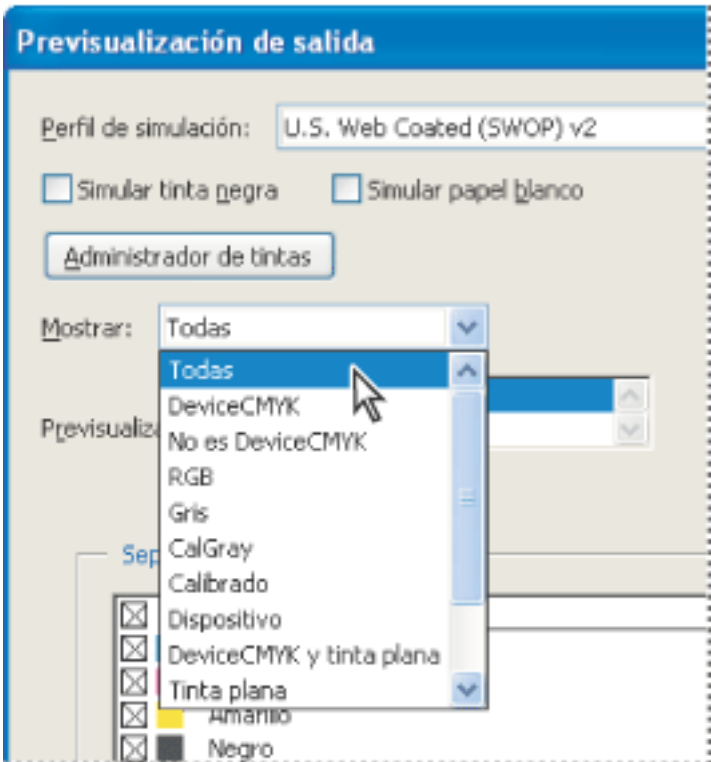 Previsualización de salida
Perfil de simulación: U.S. Web Coated (SWOP) v2
Simular tinta negra Simular papel blanco
Administrador de tintas
Mostrar: Todas
Todas
DeviceCMYK
No es DeviceCMYK
RGB
Gris
CalGray
Calibrado
Dispositivo
DeviceCMYK y tinta plana
Tinta plana
Amarillo
Negro